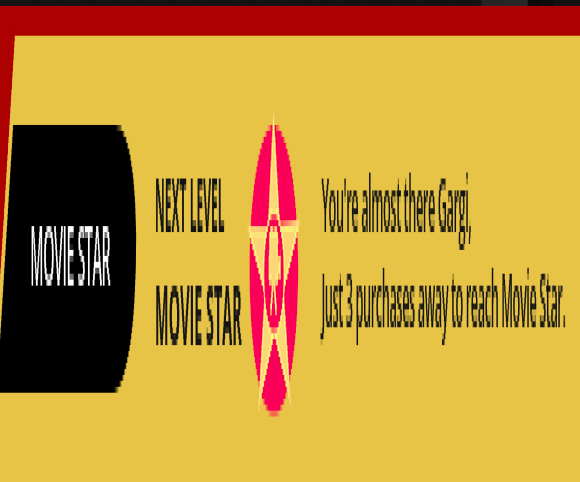 MOVIE STAR
NEXT LEVEL
MOVIE STAR
You're almost there Gargi,
Just 3 purchases away to reach Movie Star.